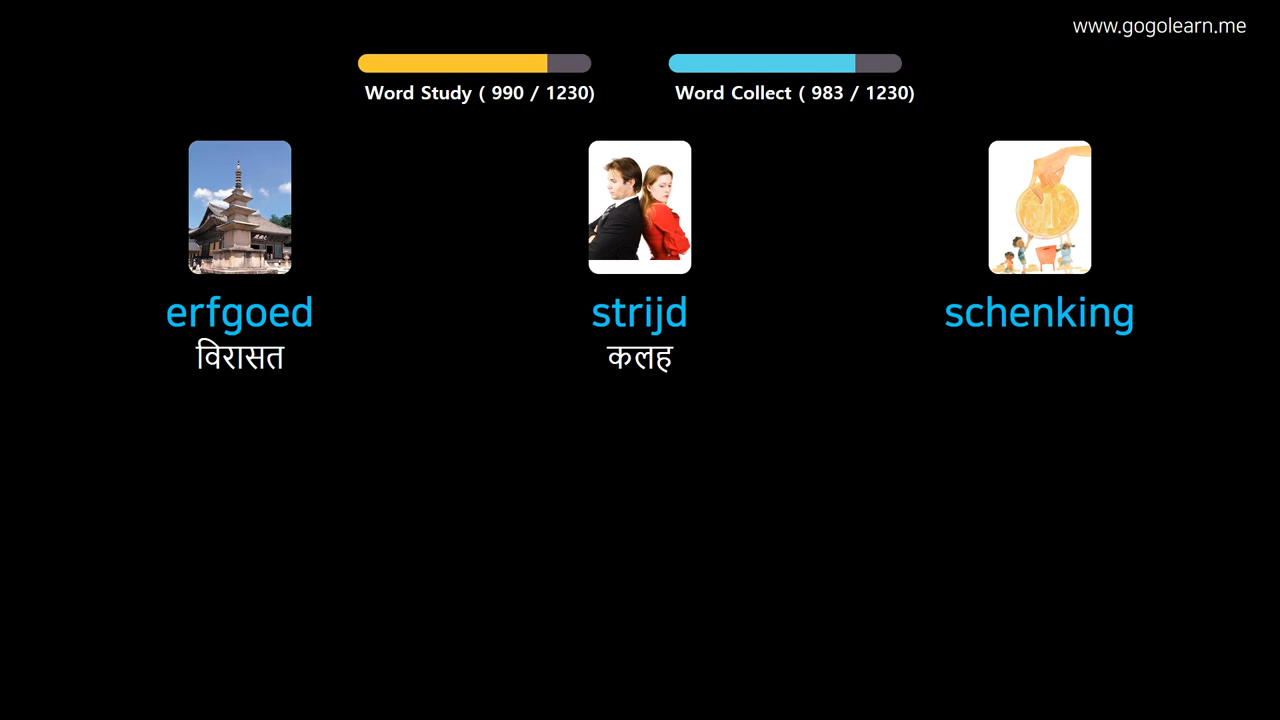 www.gogolearn.me
Word Study ( 990 / 1230)
Word Collect ( 983 / 1230)
erfgoed
strijd
schenking
विरासत
कलह